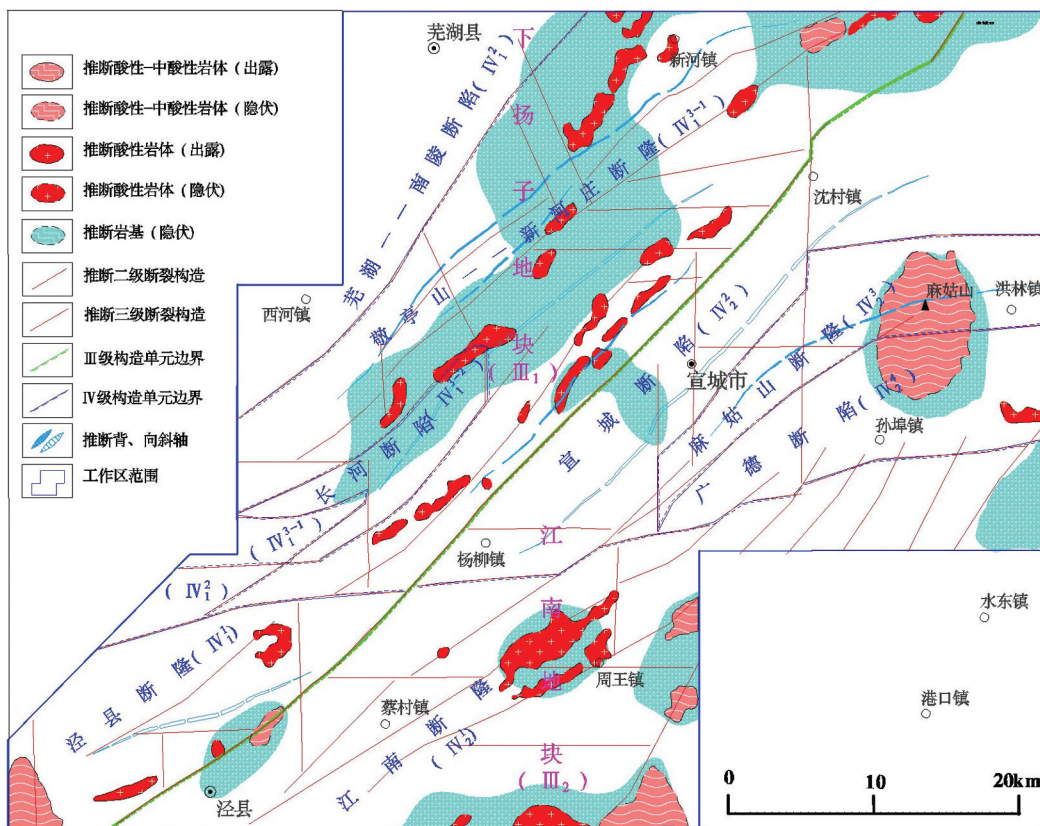 推断酸性-中酸性岩体 (出露)
推断酸性-中酸性岩体 (隐伏)
推断酸性岩体 (出露)
推断酸性岩体 (隐伏)
推断岩基 (隐伏)
推断二级断裂构造
推断三级断裂构造
III级构造单元边界
IV级构造单元边界
推断背、向斜轴
工作区范围
芜湖县
新河镇
沈村镇
西河镇
麻姑山
洪林镇
宣城市
孙埠镇
杨柳镇
水东镇
港口镇
周王镇
蔡村镇
泾县
下扬子地块 (III₁)
江南地块 (III₂)
芜湖——南陵断陷 (IV₁²)
敬亭山——新河庄断隆 (IV₁³⁻¹)
长河断陷 (IV₁³⁻²)
(IV₁³⁻¹)
(IV₁²)
泾县断隆 (IV₁¹)
宣城断陷 (IV₂²)
麻姑山断隆 (IV₂³)
广德断陷 (IV₂⁴)
江南断隆 (IV₂¹)
0 10 20km